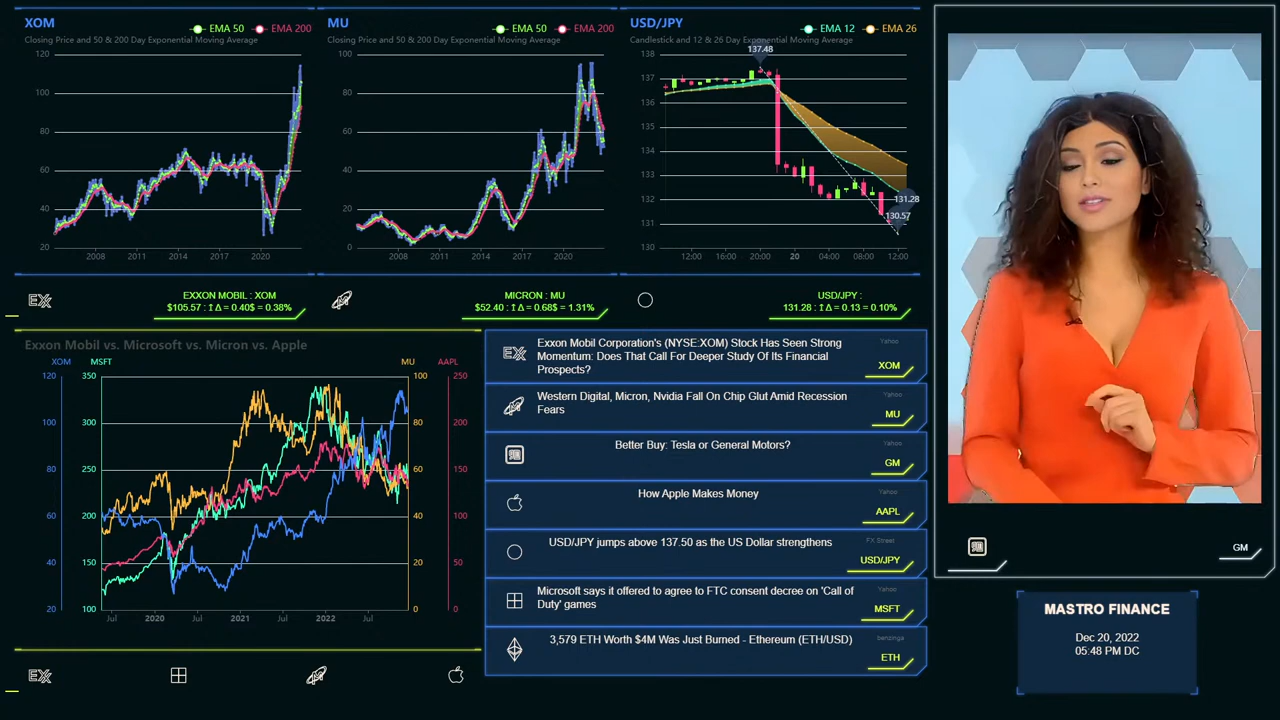 XOM
EMA 50
EMA 200
Closing Price and 50 & 200 Day Exponential Moving Average
120
100
80
60
40
20
2008
2011
2014
2017
2020
MU
EMA 50
EMA 200
Closing Price and 50 & 200 Day Exponential Moving Average
100
80
60
40
20
0
2008
2011
2014
2017
2020
USD/JPY
EMA 12
EMA 26
Candlestick and 12 & 26 Day Exponential Moving Average
137.48
138
137
136
135
134
133
132
131
130
131.28
130.57
12:00
16:00
20:00
20
04:00
08:00
12:00
EXXON MOBIL : XOM
$105.57 : ↥ Δ = 0.40$ = 0.38%
MICRON : MU
$52.40 : ↥ Δ = 0.68$ = 1.31%
USD/JPY :
131.28 : ↥ Δ = 0.13 = 0.10%
Exxon Mobil vs. Microsoft vs. Micron vs. Apple
XOM
MSFT
MU
AAPL
120
100
80
60
40
20
350
300
250
200
150
100
100
80
60
40
20
0
250
200
150
100
50
0
Jul
2020
Jul
2021
Jul
2022
Jul
Exxon Mobil Corporation's (NYSE:XOM) Stock Has Seen Strong
Momentum: Does That Call For Deeper Study Of Its Financial
Prospects?
Yahoo
XOM
Western Digital, Micron, Nvidia Fall On Chip Glut Amid Recession
Fears
Yahoo
MU
Better Buy: Tesla or General Motors?
Yahoo
GM
How Apple Makes Money
Yahoo
AAPL
USD/JPY jumps above 137.50 as the US Dollar strengthens
FX Street
USD/JPY
Microsoft says it offered to agree to FTC consent decree on 'Call of
Duty' games
Yahoo
MSFT
3,579 ETH Worth $4M Was Just Burned - Ethereum (ETH/USD)
benzinga
ETH
GM
MASTRO FINANCE
Dec 20, 2022
05:48 PM DC